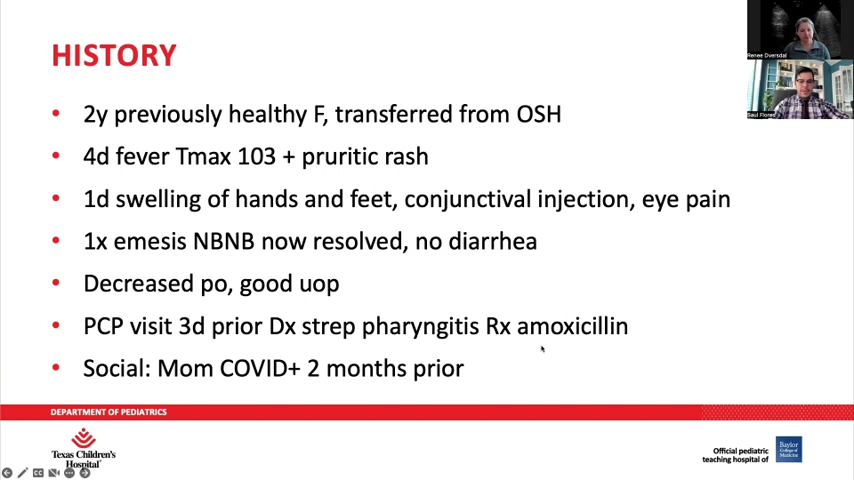 HISTORY
• 2y previously healthy F, transferred from OSH
• 4d fever Tmax 103 + pruritic rash
• 1d swelling of hands and feet, conjunctival injection, eye pain
• 1x emesis NBNB now resolved, no diarrhea
• Decreased po, good uop
• PCP visit 3d prior Dx strep pharyngitis Rx amoxicillin
• Social: Mom COVID+ 2 months prior
DEPARTMENT OF PEDIATRICS
Texas Children's
Hospital
Official pediatric
teaching hospital of
Baylor
College of
Medicine
Renee Dversdal
Saul Flores
CC